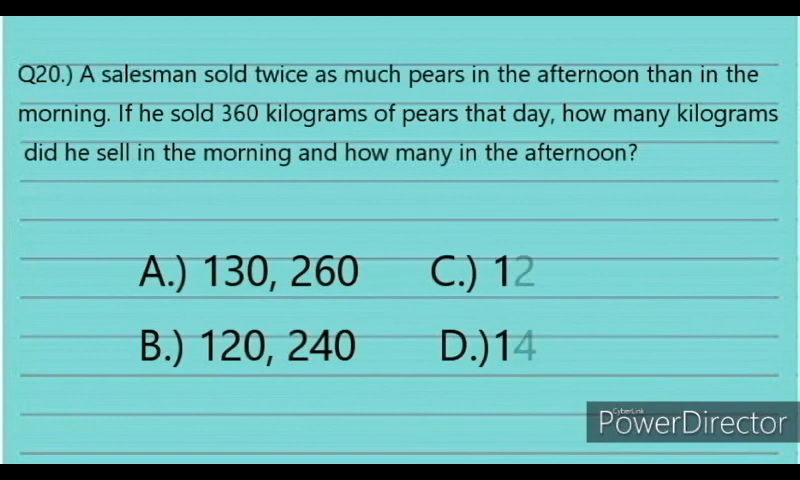 Q20.) A salesman sold twice as much pears in the afternoon than in the
morning. If he sold 360 kilograms of pears that day, how many kilograms
did he sell in the morning and how many in the afternoon?
A.) 130, 260 C.) 12
B.) 120, 240 D.)14
CyberLink
PowerDirector